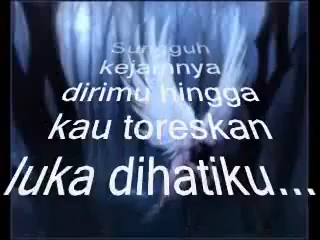 Sungguh
kejamnya
dirimu hingga
kau toreskan
luka dihatiku...